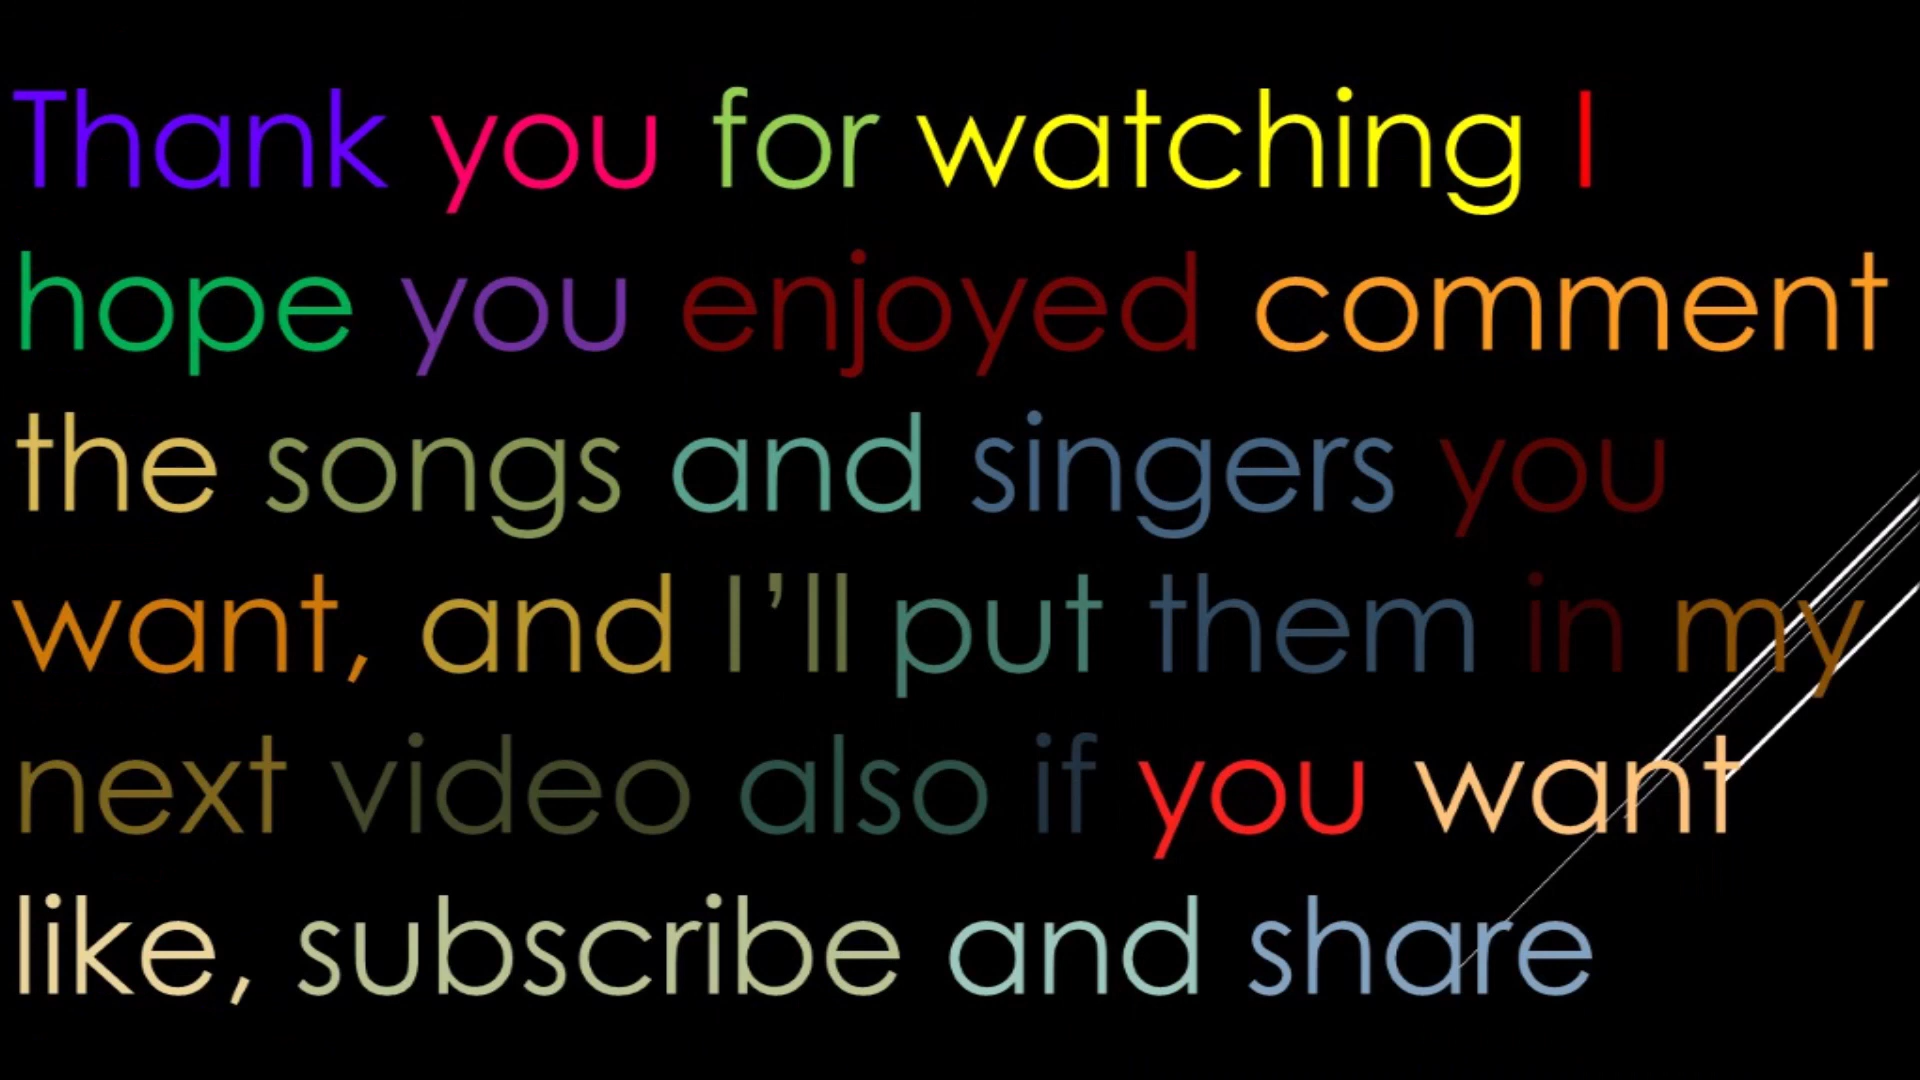 Thank you for watching I
hope you enjoyed comment
the songs and singers you
want, and I’ll put them in my
next video also if you want
like, subscribe and share